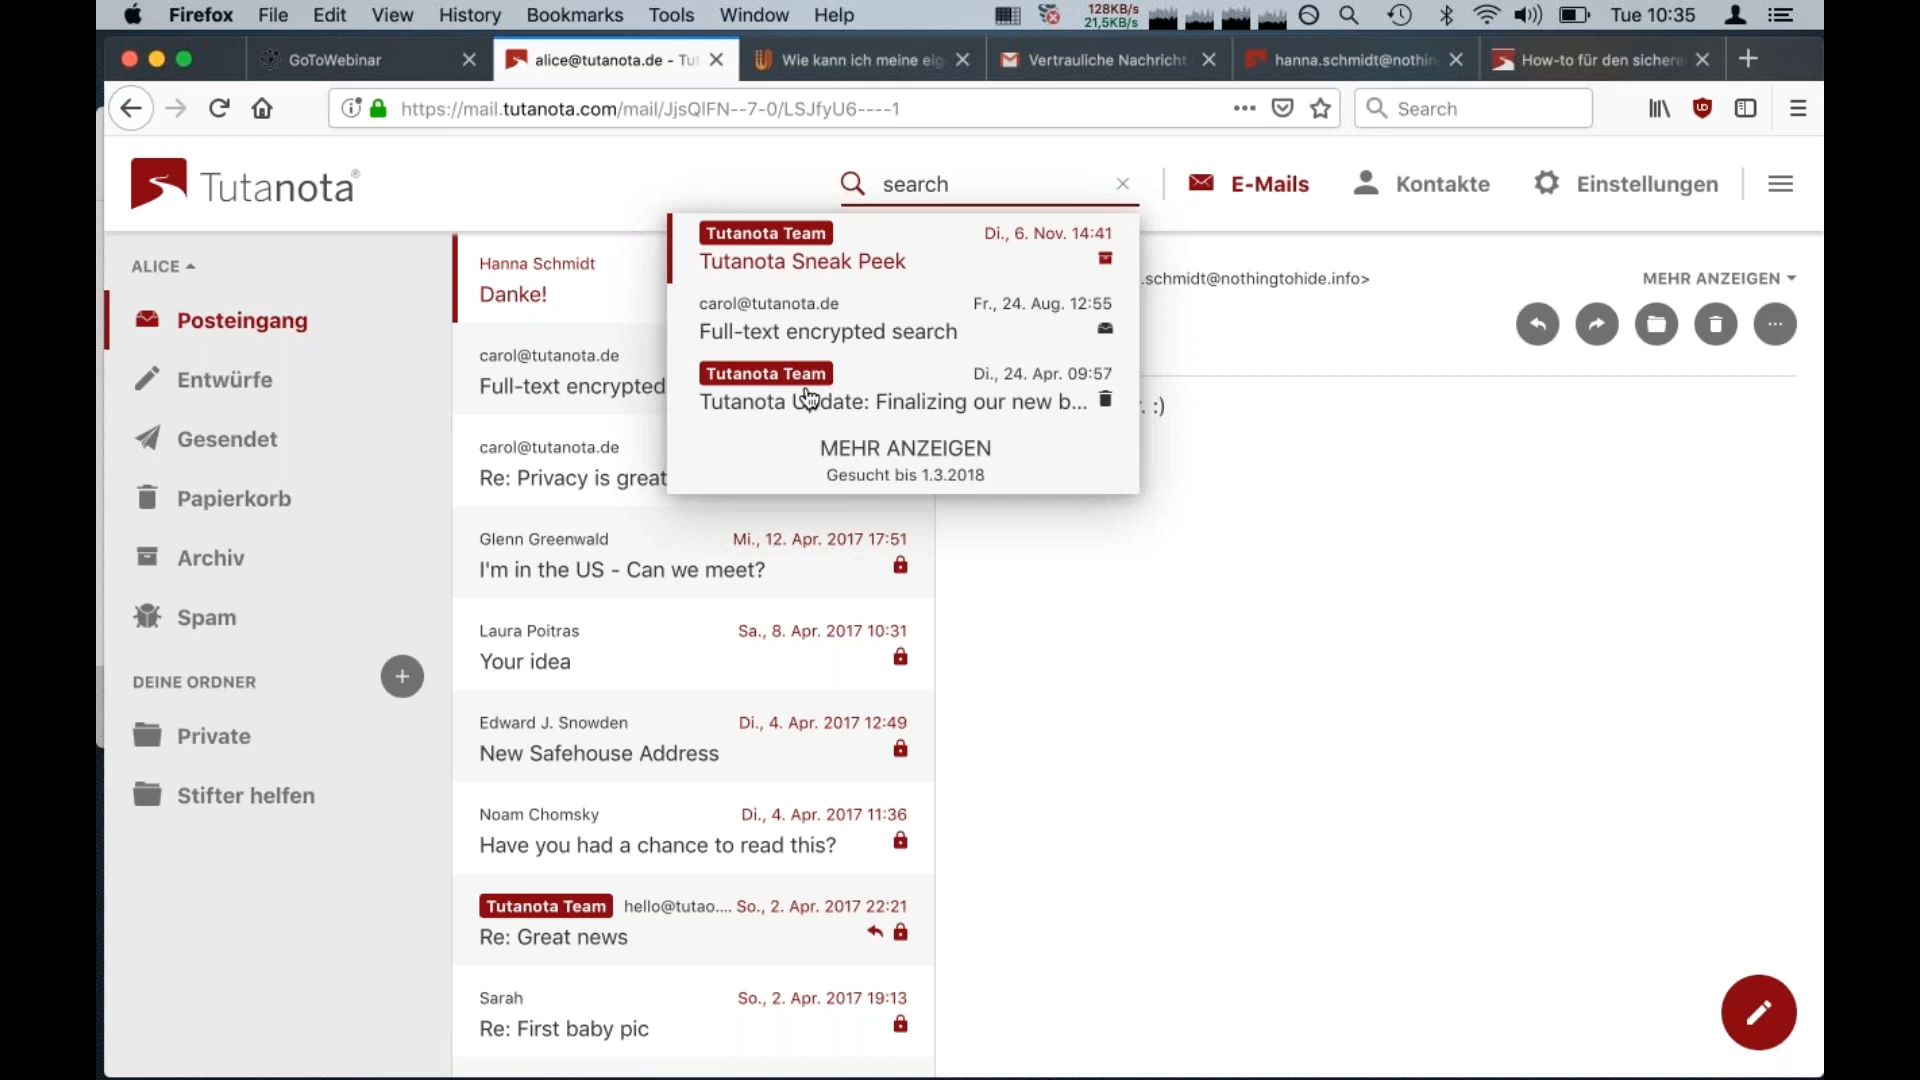 Firefox File Edit View History Bookmarks Tools Window Help 128KB/s 21,5KB/s Tue 10:35
GoToWebinar alice@tutanota.de - Tut Wie kann ich meine eig Vertrauliche Nachricht hanna.schmidt@nothin How-to für den sichere
https://mail.tutanota.com/mail/JjsQIFN--7-0/LSJfyU6----1 Search
Tutanota® search E-Mails Kontakte Einstellungen
Tutanota Team Di., 6. Nov. 14:41
Tutanota Sneak Peek
carol@tutanota.de Fr., 24. Aug. 12:55
Full-text encrypted search
Tutanota Team Di., 24. Apr. 09:57
Tutanota Update: Finalizing our new b...
MEHR ANZEIGEN
Gesucht bis 1.3.2018
ALICE
Posteingang
Entwürfe
Gesendet
Papierkorb
Archiv
Spam
DEINE ORDNER
Private
Stifter helfen
Hanna Schmidt
Danke!
carol@tutanota.de
Full-text encrypted
carol@tutanota.de
Re: Privacy is great
Glenn Greenwald Mi., 12. Apr. 2017 17:51
I'm in the US - Can we meet?
Laura Poitras Sa., 8. Apr. 2017 10:31
Your idea
Edward J. Snowden Di., 4. Apr. 2017 12:49
New Safehouse Address
Noam Chomsky Di., 4. Apr. 2017 11:36
Have you had a chance to read this?
Tutanota Team hello@tutao.... So., 2. Apr. 2017 22:21
Re: Great news
Sarah So., 2. Apr. 2017 19:13
Re: First baby pic
.schmidt@nothingtohide.info> MEHR ANZEIGEN
. :)